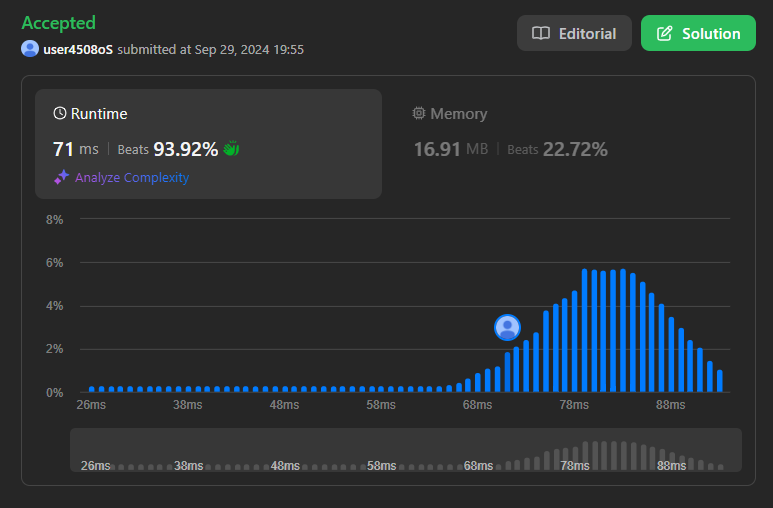 Accepted
user4508oS submitted at Sep 29, 2024 19:55
Editorial
Solution
Runtime
71 ms | Beats 93.92%
Analyze Complexity
Memory
16.91 MB | Beats 22.72%
8%
6%
4%
2%
0%
26ms 38ms 48ms 58ms 68ms 78ms 88ms
26ms 38ms 48ms 58ms 68ms 78ms 88ms